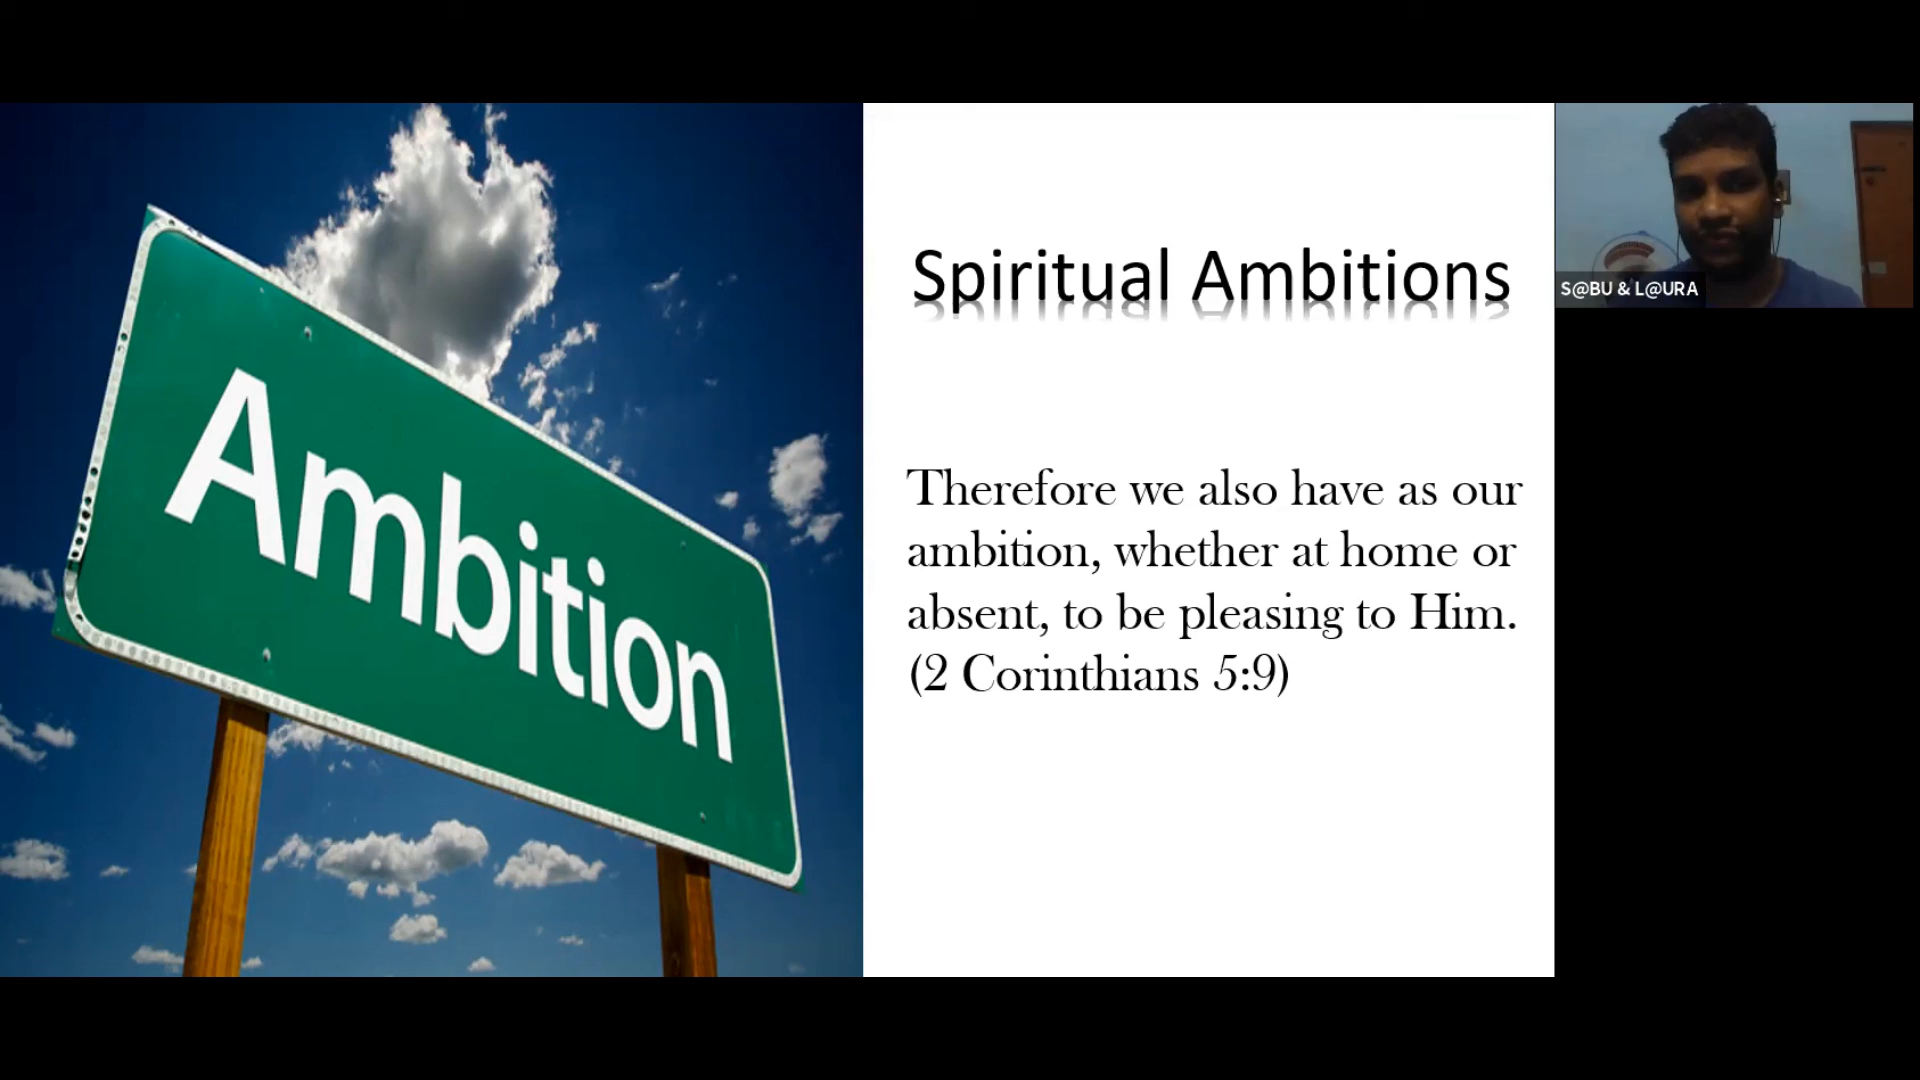 Ambition
Spiritual Ambitions
Therefore we also have as our
ambition, whether at home or
absent, to be pleasing to Him.
(2 Corinthians 5:9)
S@BU & L@URA